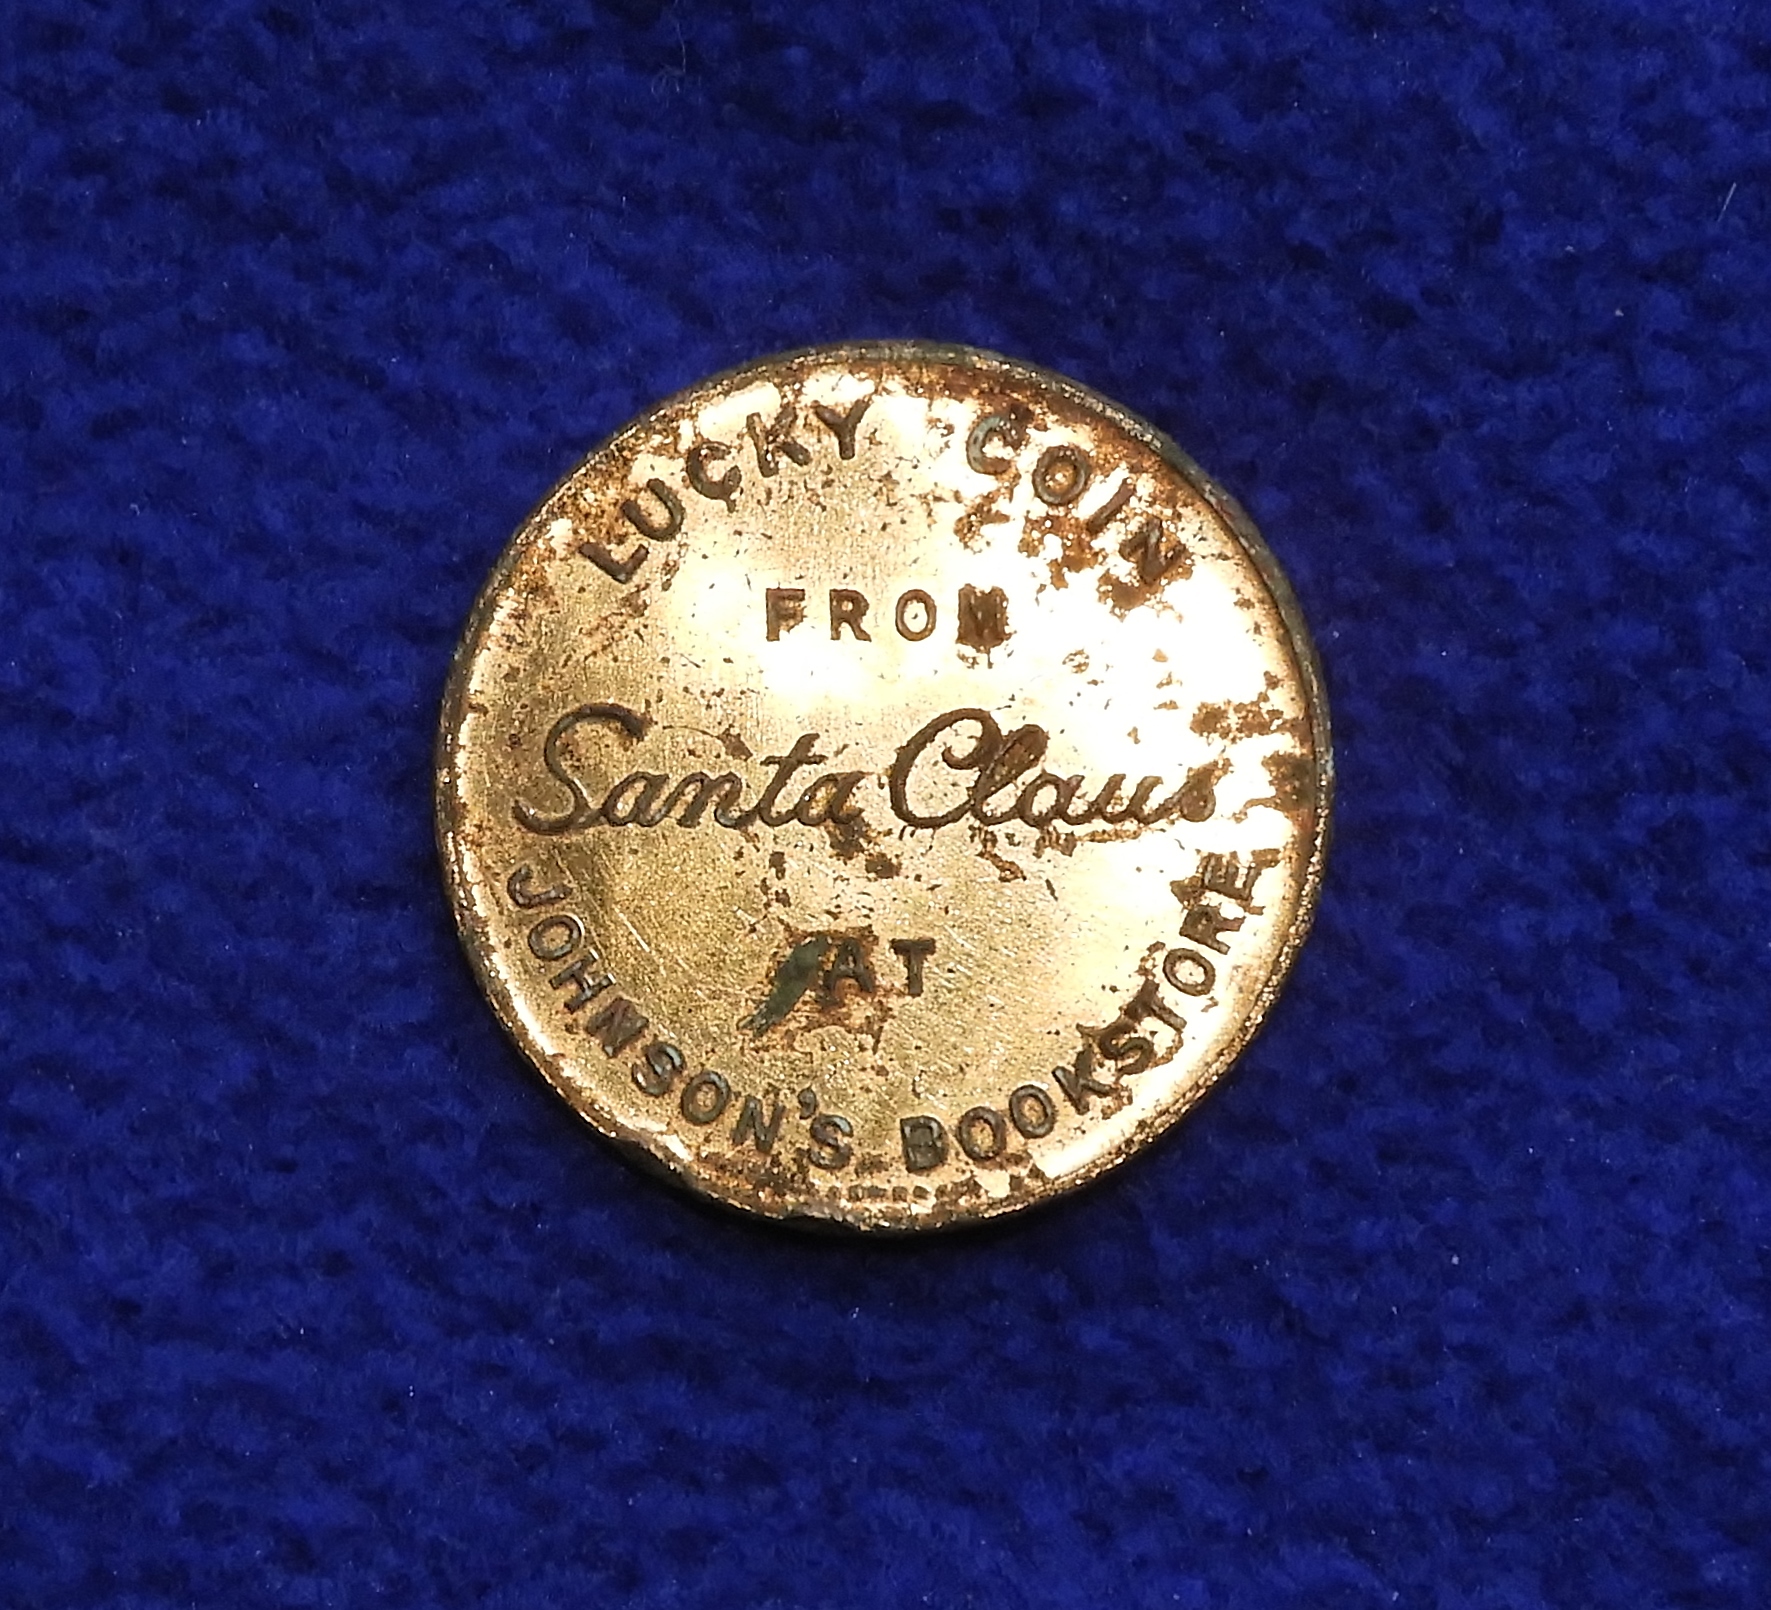 LUCKY COIN
FROM
Santa Claus
AT
JOHNSON'S BOOKSTORE